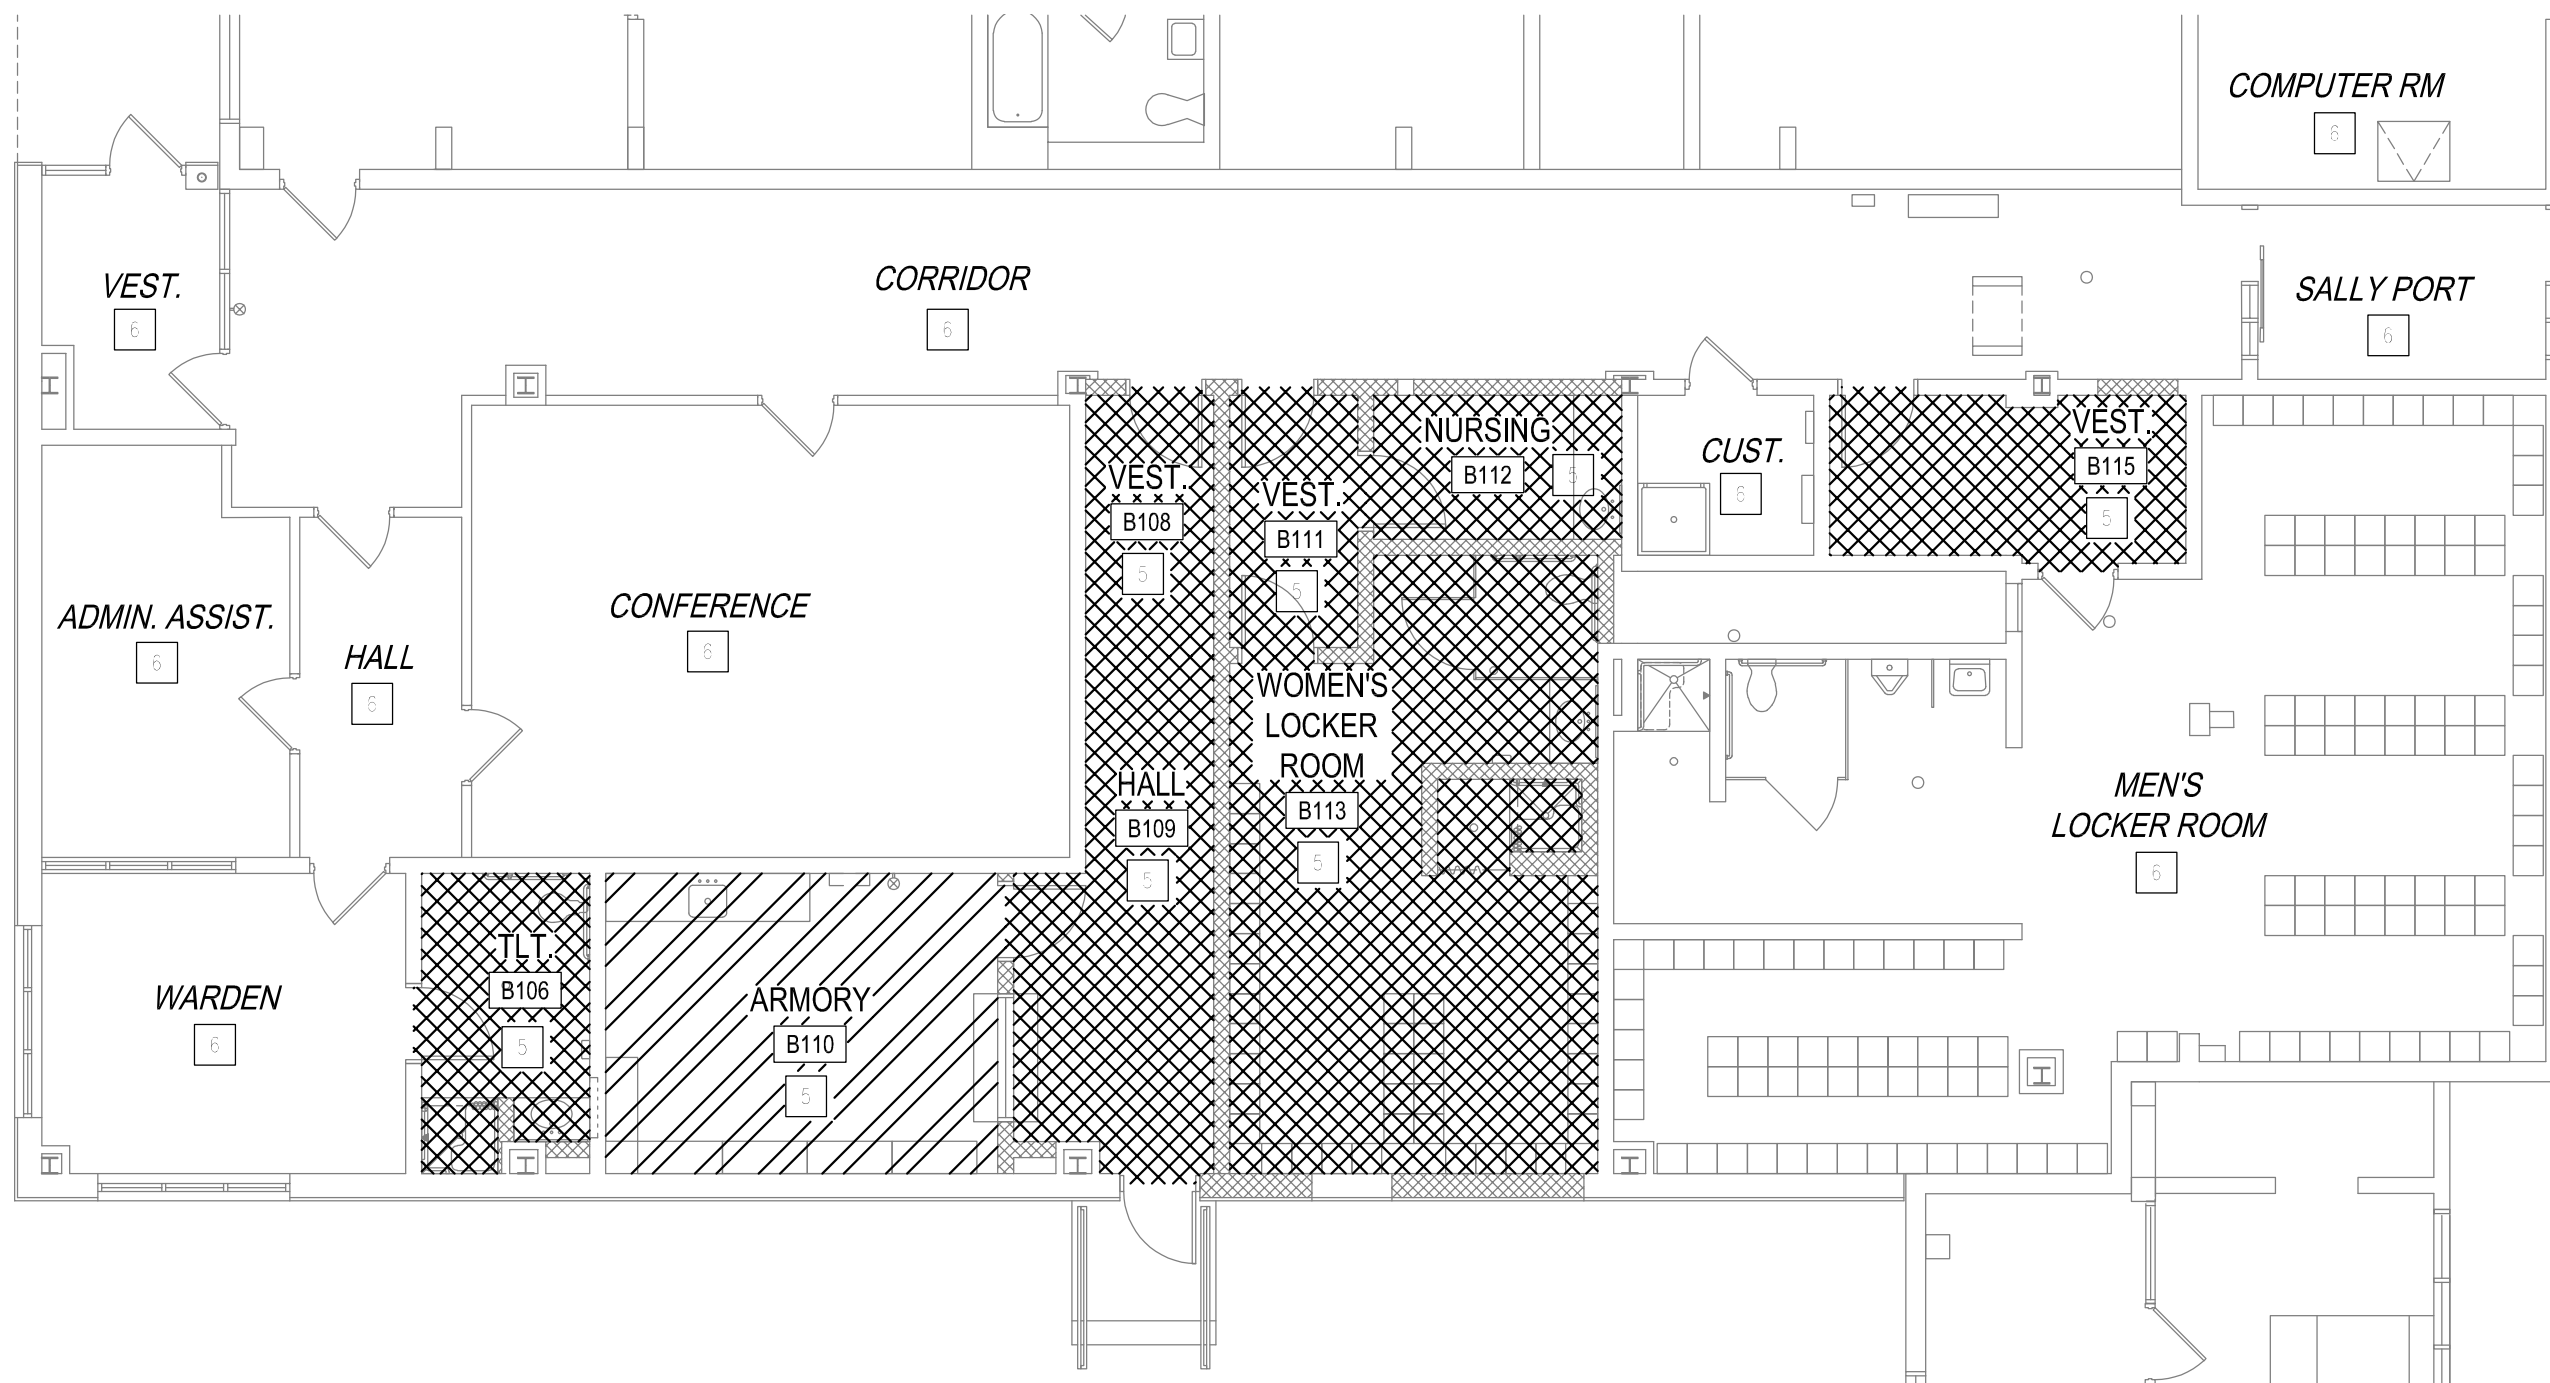 COMPUTER RM
6
VEST.
6
CORRIDOR
6
SALLY PORT
6
NURSING
B112
5
CUST.
6
VEST.
B115
5
VEST.
B108
5
VEST.
B111
5
ADMIN. ASSIST.
6
HALL
6
CONFERENCE
6
WOMEN'S
LOCKER
ROOM
B113
5
HALL
B109
5
MEN'S
LOCKER ROOM
6
WARDEN
6
TLT.
B106
5
ARMORY
B110
5